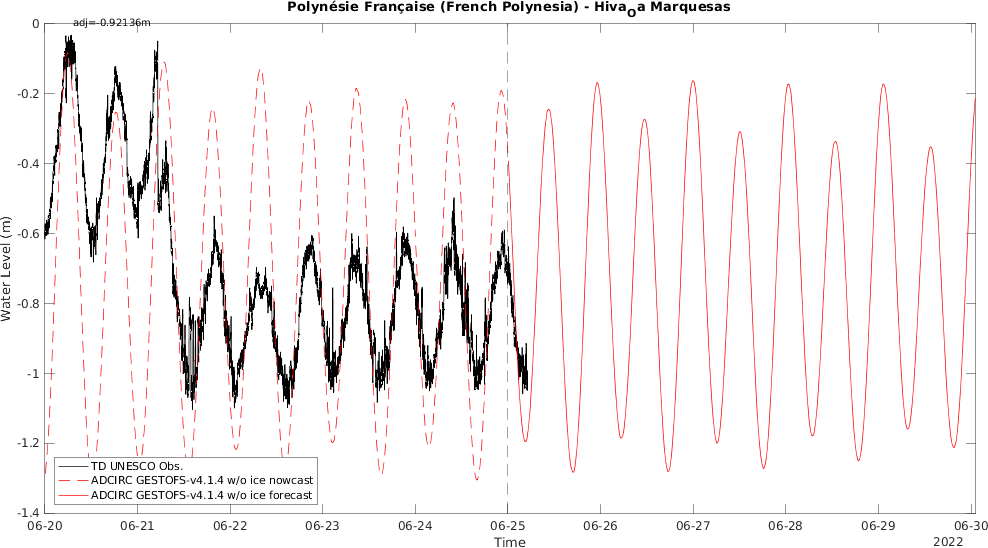 Polynésie Française (French Polynesia) - HivaOa Marquesas
adj=-0.92136m
0
-0.2
-0.4
-0.6
-0.8
-1
-1.2
-1.4
Water Level (m)
TD UNESCO Obs.
ADCIRC GESTOFS-v4.1.4 w/o ice nowcast
ADCIRC GESTOFS-v4.1.4 w/o ice forecast
06-20 06-21 06-22 06-23 06-24 06-25 06-26 06-27 06-28 06-29 06-30
Time
2022